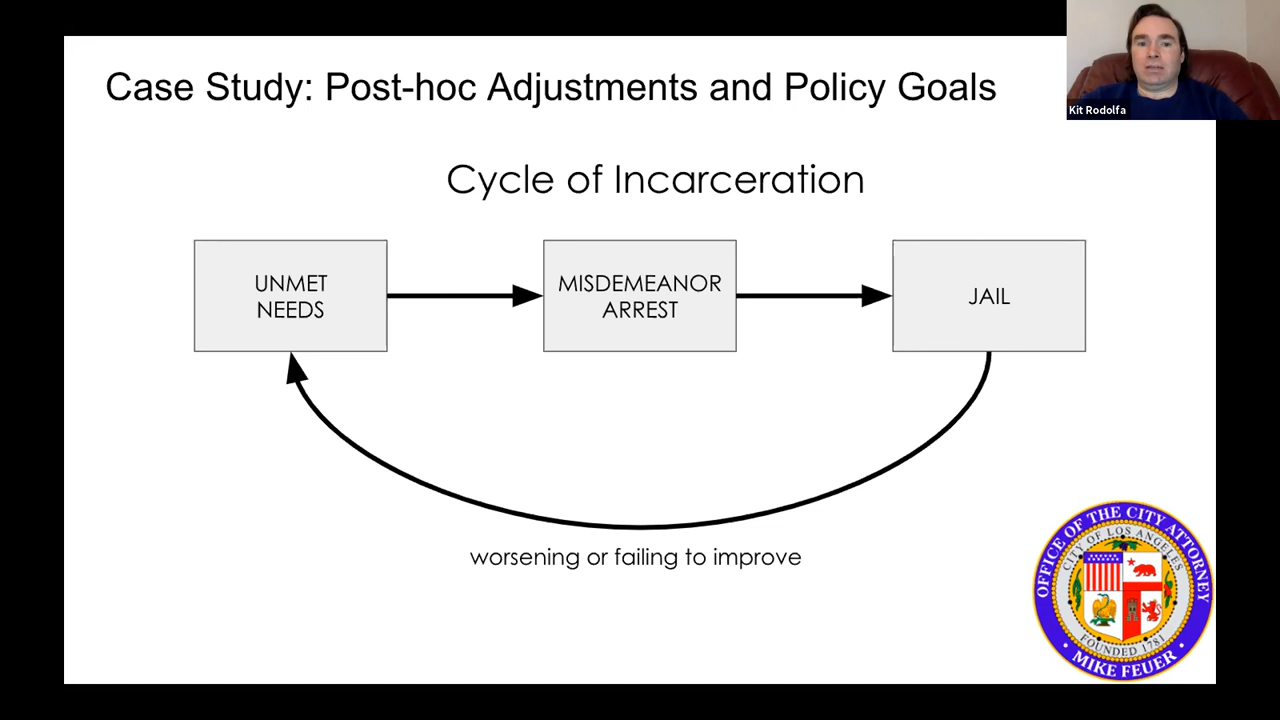 Case Study: Post-hoc Adjustments and Policy Goals
Kit Rodolfa
Cycle of Incarceration
UNMET
NEEDS
MISDEMEANOR
ARREST
JAIL
worsening or failing to improve
OFFICE OF THE CITY ATTORNEY
CITY OF LOS ANGELES
FOUNDED 1781
MIKE FEUER